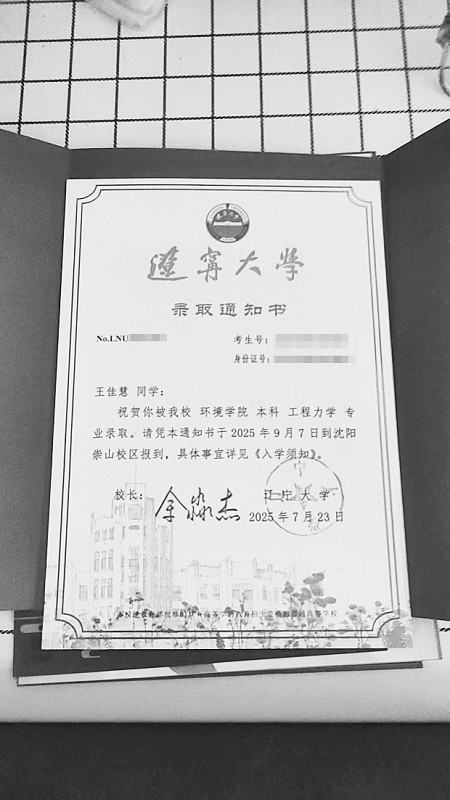 辽宁大学
录取通知书
No.LNU
考生号:
身份证号:
王佳慧 同学:
祝贺你被我校 环境学院 本科 工程力学 专
业录取。请凭本通知书于 2025 年 9 月 7 日到沈阳
崇山校区报到,具体事宜详见《入学须知》。
校长: 余淼杰 辽宁大学
2025 年 7 月 23 日